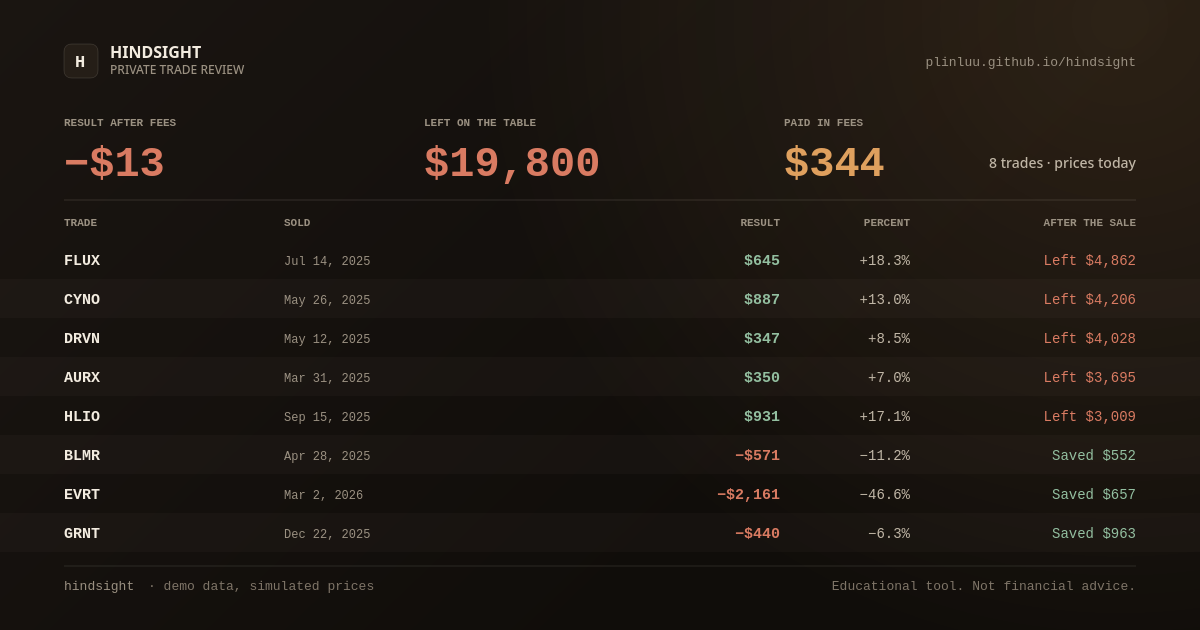 H HINDSIGHT
PRIVATE TRADE REVIEW
plinluu.github.io/hindsight
RESULT AFTER FEES LEFT ON THE TABLE PAID IN FEES
−$13 $19,800 $344 8 trades · prices today
TRADE SOLD RESULT PERCENT AFTER THE SALE
FLUX Jul 14, 2025 $645 +18.3% Left $4,862
CYNO May 26, 2025 $887 +13.0% Left $4,206
DRVN May 12, 2025 $347 +8.5% Left $4,028
AURX Mar 31, 2025 $350 +7.0% Left $3,695
HLIO Sep 15, 2025 $931 +17.1% Left $3,009
BLMR Apr 28, 2025 −$571 −11.2% Saved $552
EVRT Mar 2, 2026 −$2,161 −46.6% Saved $657
GRNT Dec 22, 2025 −$440 −6.3% Saved $963
hindsight · demo data, simulated prices Educational tool. Not financial advice.